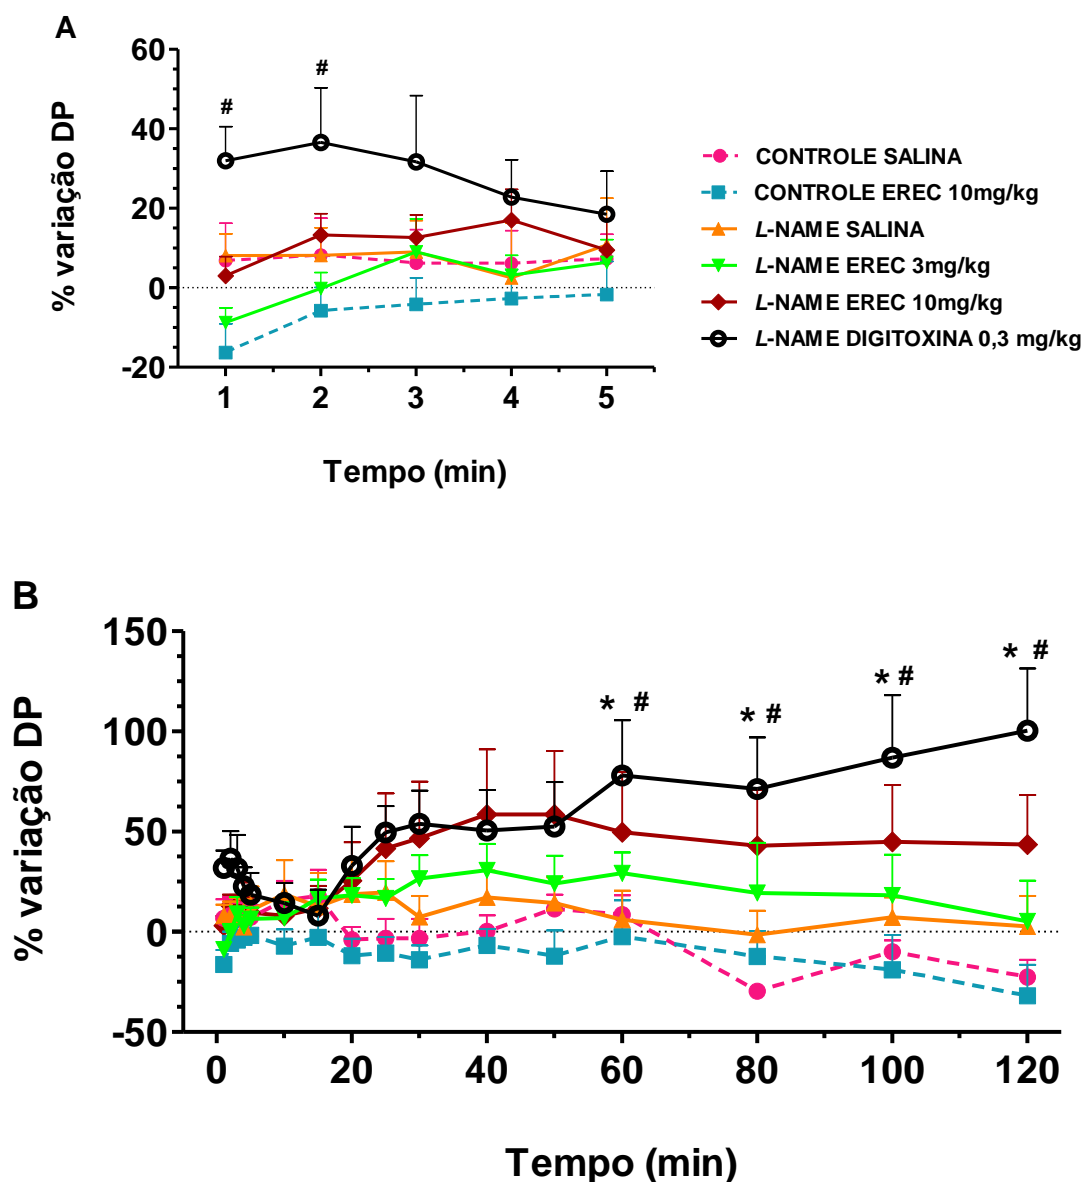 A
% variação DP
60
40
20
0
-20
#
#
1 2 3 4 5
Tempo (min)
CONTROLE SALINA
CONTROLE EREC 10mg/kg
L-NAME SALINA
L-NAME EREC 3mg/kg
L-NAME EREC 10mg/kg
L-NAME DIGITOXINA 0,3 mg/kg
B
% variação DP
150
100
50
0
-50
* #
* #
* #
* #
0 20 40 60 80 100 120
Tempo (min)